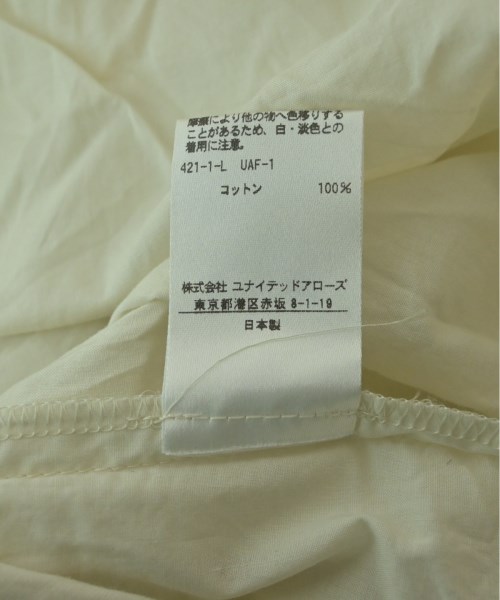 摩擦により他の物へ色移りする
ことがあるため、白・淡色との
着用に注意。
421-1-L UAF-1
コットン 100%
株式会社 ユナイテッドアローズ
東京都港区赤坂 8-1-19
日本製